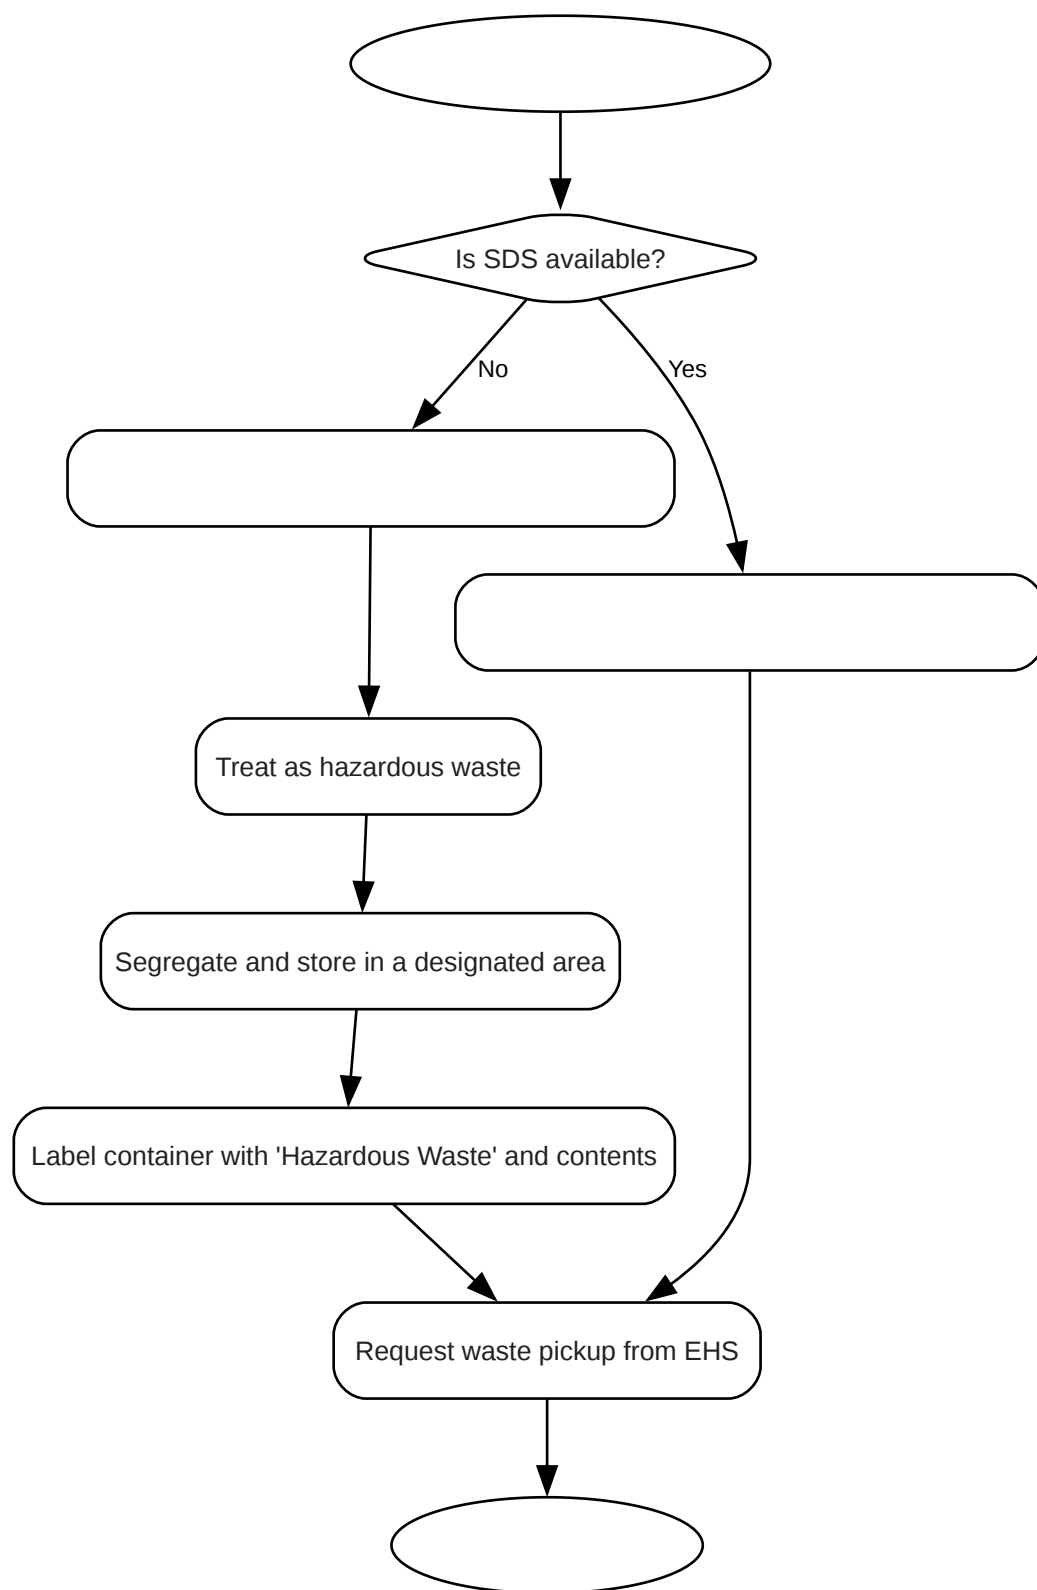 Is SDS available?
No
Yes
Treat as hazardous waste
Segregate and store in a designated area
Label container with 'Hazardous Waste' and contents
Request waste pickup from EHS